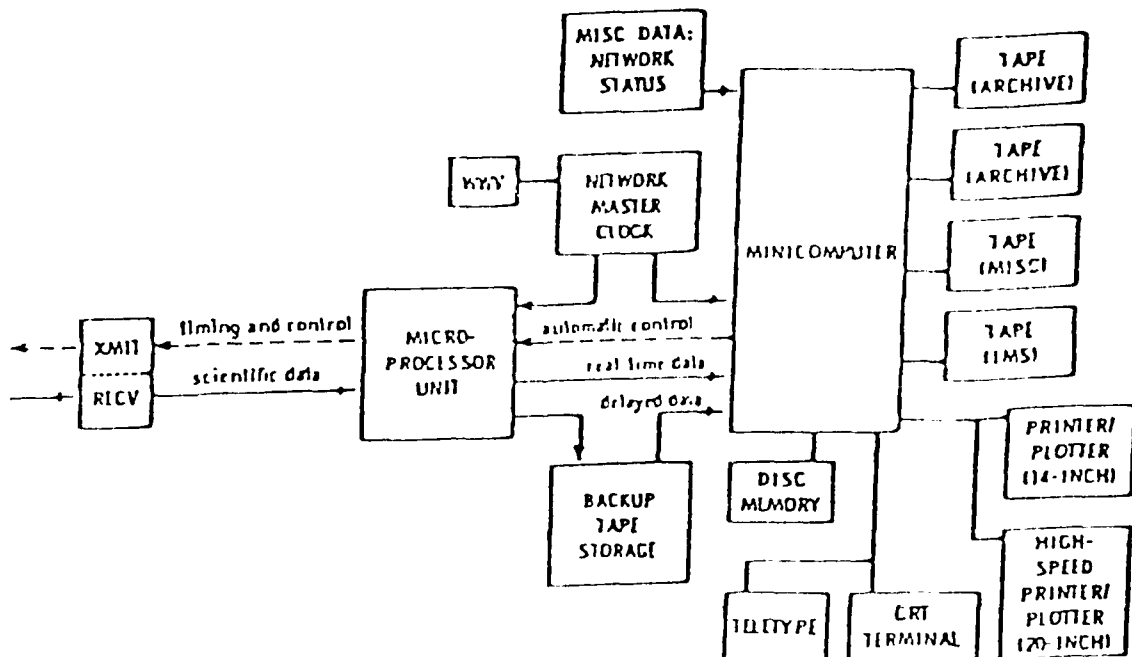 MISC DATA:
NETWORK
STATUS
TAPE
(ARCHIVE)
TAPE
(ARCHIVE)
WWV
NETWORK
MASTER
CLOCK
MINICOMPUTER
TAPE
(MISC)
timing and control
automatic control
XMIT
MICRO-
PROCESSOR
UNIT
TAPE
scientific data
real time data
RECV
delayed data
PRINTER/
PLOTTER
(14-INCH)
DISC
MEMORY
BACKUP
TAPE
STORAGE
HIGH-
SPEED
PRINTER/
PLOTTER
(20-INCH)
TELETYPE
CRT
TERMINAL